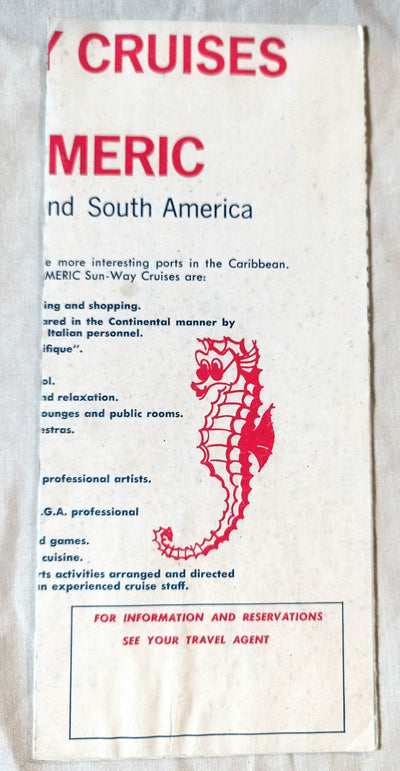 Y CRUISES
MERIC
nd South America
e more interesting ports in the Caribbean.
MERIC Sun-Way Cruises are:
ing and shopping.
ared in the Continental manner by
Italian personnel.
ifique".
ol.
nd relaxation.
ounges and public rooms.
estras.
professional artists.
.G.A. professional
d games.
cuisine.
rts activities arranged and directed
an experienced cruise staff.
FOR INFORMATION AND RESERVATIONS
SEE YOUR TRAVEL AGENT